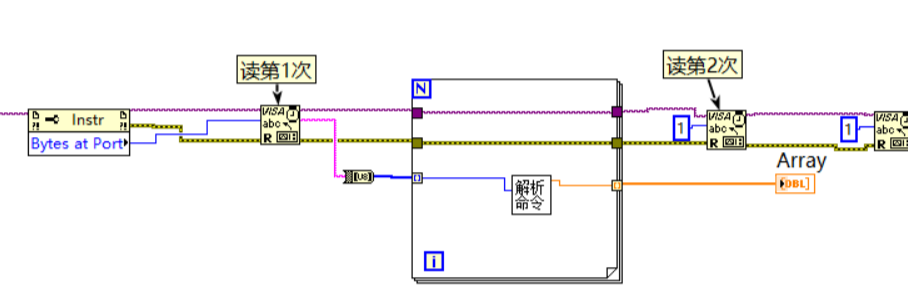 读第1次
读第2次
N
Instr
VISA
abc
R
Bytes at Port
1
VISA
abc
R
1
VISA
abc
R
Array
[U8]
解析
命令
DBL]
i